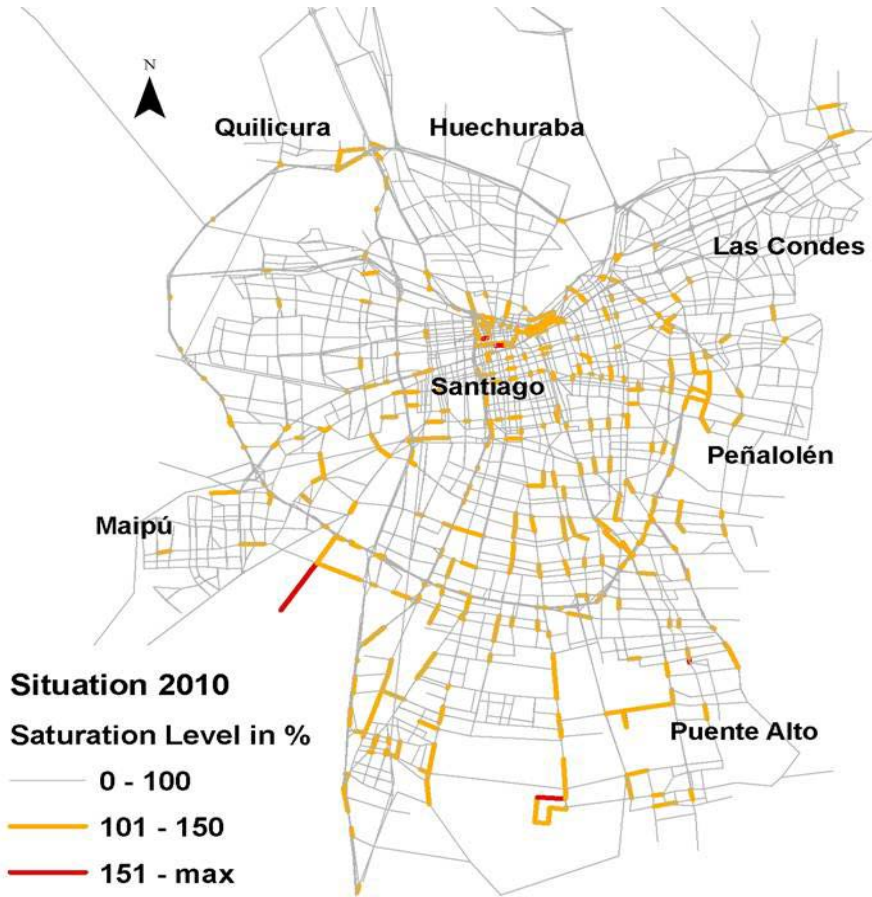 N
Quilicura
Huechuraba
Las Condes
Santiago
Peñalolén
Maipú
Puente Alto
Situation 2010
Saturation Level in %
0 - 100
101 - 150
151 - max